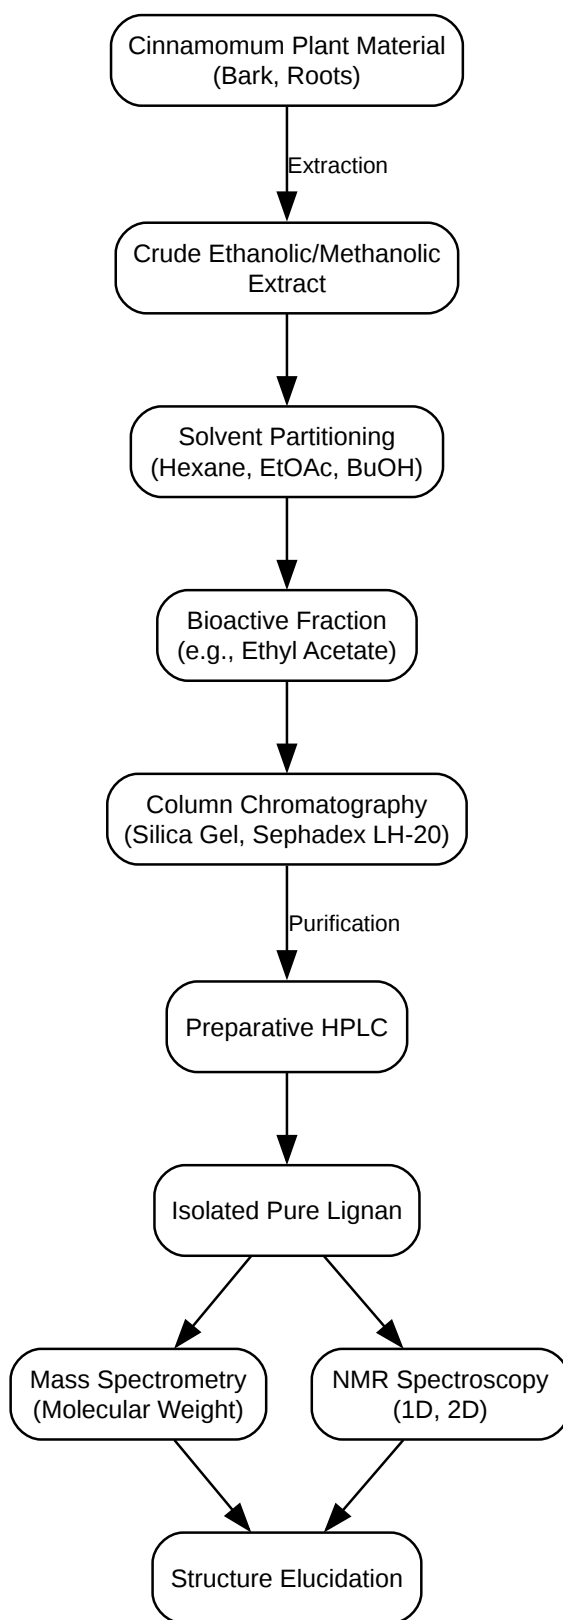 Cinnamomum Plant Material
(Bark, Roots)
Extraction
Crude Ethanolic/Methanolic
Extract
Solvent Partitioning
(Hexane, EtOAc, BuOH)
Bioactive Fraction
(e.g., Ethyl Acetate)
Column Chromatography
(Silica Gel, Sephadex LH-20)
Purification
Preparative HPLC
Isolated Pure Lignan
Mass Spectrometry
(Molecular Weight)
NMR Spectroscopy
(1D, 2D)
Structure Elucidation